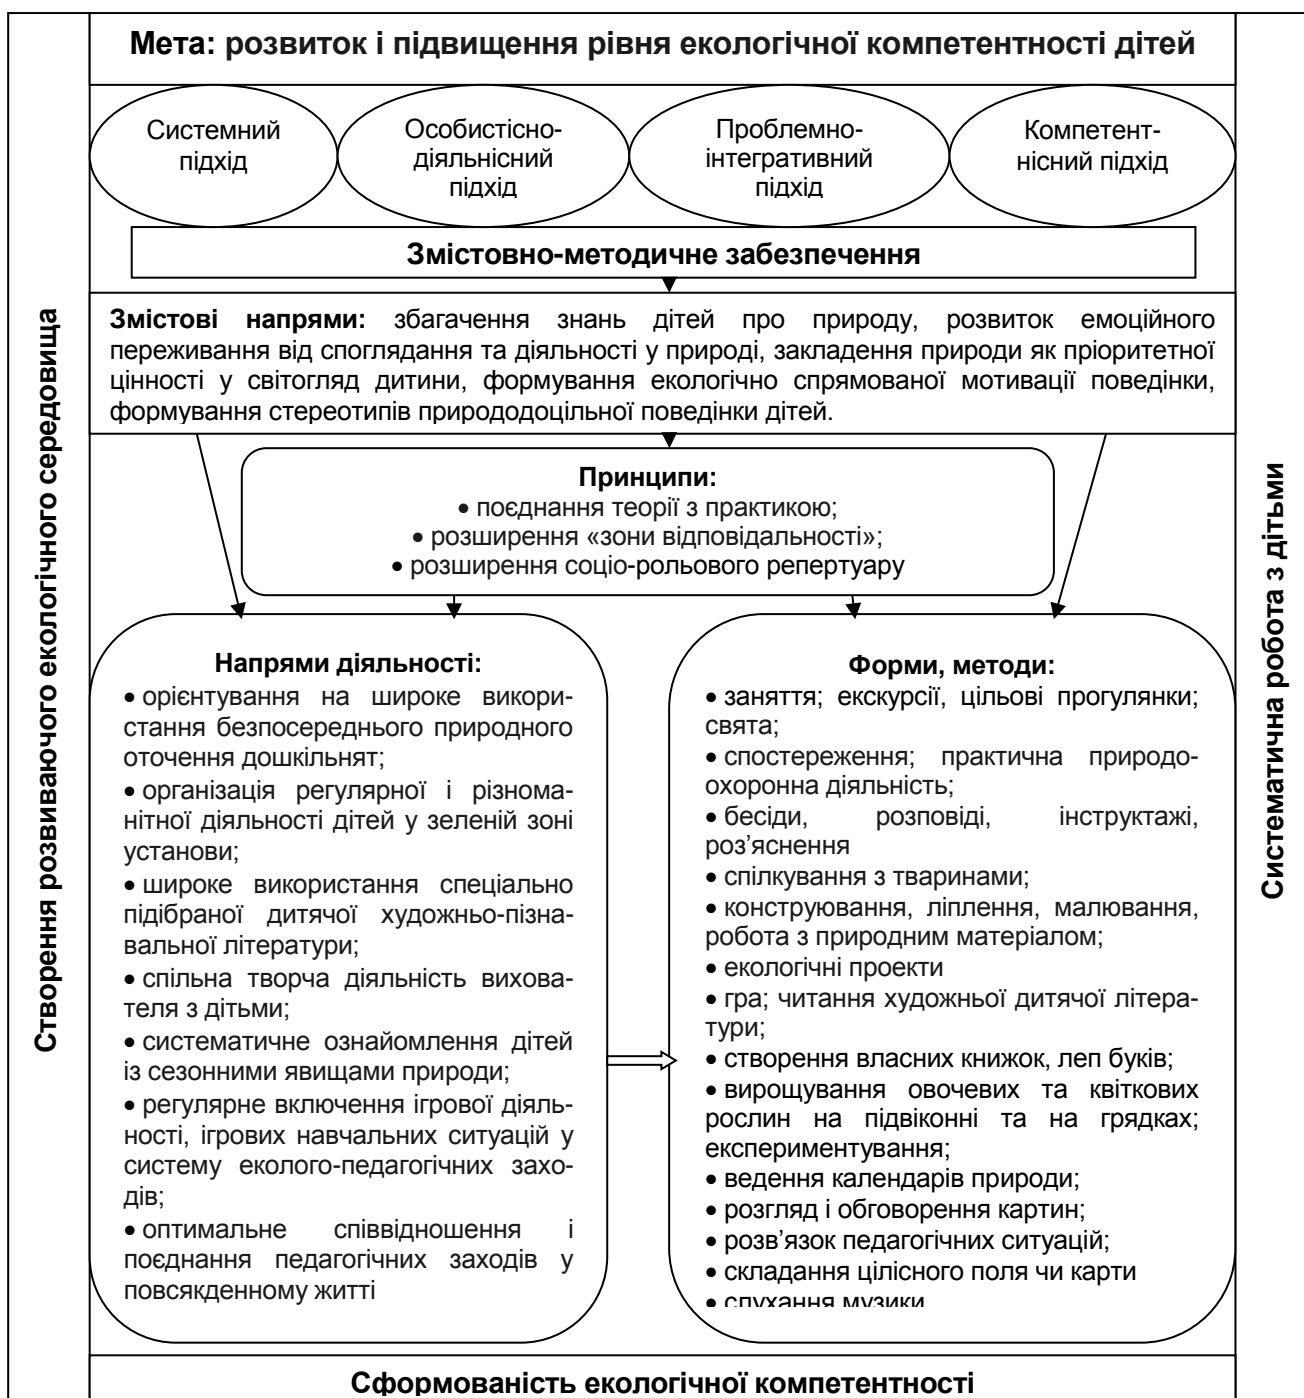 Мета: розвиток і підвищення рівня екологічної компетентності дітей
Системний
підхід
Особистісно-
діяльнісний
підхід
Проблемно-
інтегративний
підхід
Компетент-
нісний підхід
Змістовно-методичне забезпечення
Змістові напрями: збагачення знань дітей про природу, розвиток емоційного
переживання від споглядання та діяльності у природі, закладення природи як пріоритетної
цінності у світогляд дитини, формування екологічно спрямованої мотивації поведінки,
формування стереотипів природодоцільної поведінки дітей.
Принципи:
• поєднання теорії з практикою;
• розширення «зони відповідальності»;
• розширення соціо-рольового репертуару
Створення розвиваючого екологічного середовища
Напрями діяльності:
• орієнтування на широке викори-
стання безпосереднього природного
оточення дошкільнят;
• організація регулярної і різнома-
нітної діяльності дітей у зеленій зоні
установи;
• широке використання спеціально
підібраної дитячої художньо-пізна-
вальної літератури;
• спільна творча діяльність вихова-
теля з дітьми;
• систематичне ознайомлення дітей
із сезонними явищами природи;
• регулярне включення ігрової діяль-
ності, ігрових навчальних ситуацій у
систему еколого-педагогічних захо-
дів;
• оптимальне співвідношення і
поєднання педагогічних заходів у
повсякденному житті
Форми, методи:
• заняття; екскурсії, цільові прогулянки;
свята;
• спостереження; практична природо-
охоронна діяльність;
• бесіди, розповіді, інструктажі,
роз’яснення
• спілкування з тваринами;
• конструювання, ліплення, малювання,
робота з природним матеріалом;
• екологічні проекти
• гра; читання художньої дитячої літера-
тури;
• створення власних книжок, леп буків;
• вирощування овочевих та квіткових
рослин на підвіконні та на грядках;
експериментування;
• ведення календарів природи;
• розгляд і обговорення картин;
• розв’язок педагогічних ситуацій;
• складання цілісного поля чи карти
• слухання музики
Систематична робота з дітьми
Сформованість екологічної компетентності